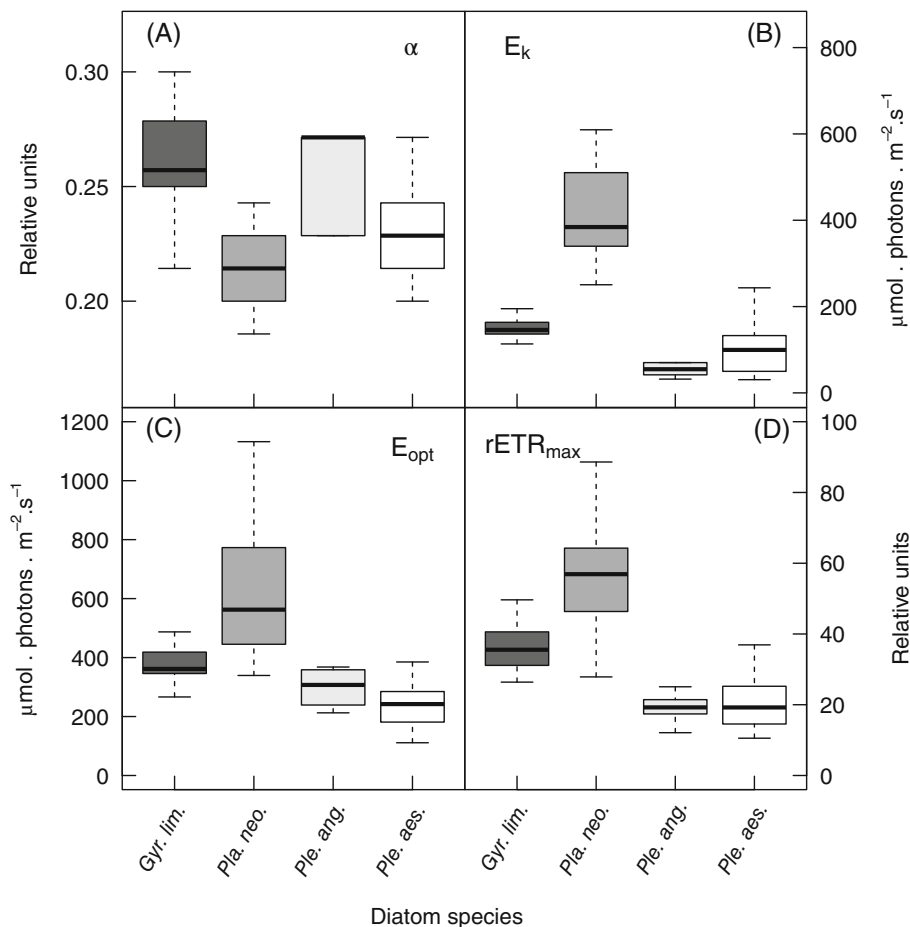 (A)
α
Relative units
0.30
0.25
0.20
E_k
(B)
800
600
400
200
0
μmol . photons . m⁻².s⁻¹
(C)
E_opt
μmol . photons . m⁻².s⁻¹
1200
1000
800
600
400
200
0
rETR_max
(D)
100
80
60
40
20
0
Relative units
Gyr. lim.
Pla. neo.
Ple. ang.
Ple. aes.
Gyr. lim.
Pla. neo.
Ple. ang.
Ple. aes.
Diatom species